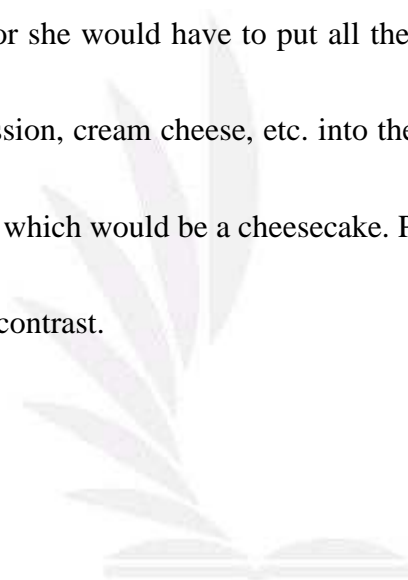 or she would have to put all the
ssion, cream cheese, etc. into the
which would be a cheesecake.
contrast.